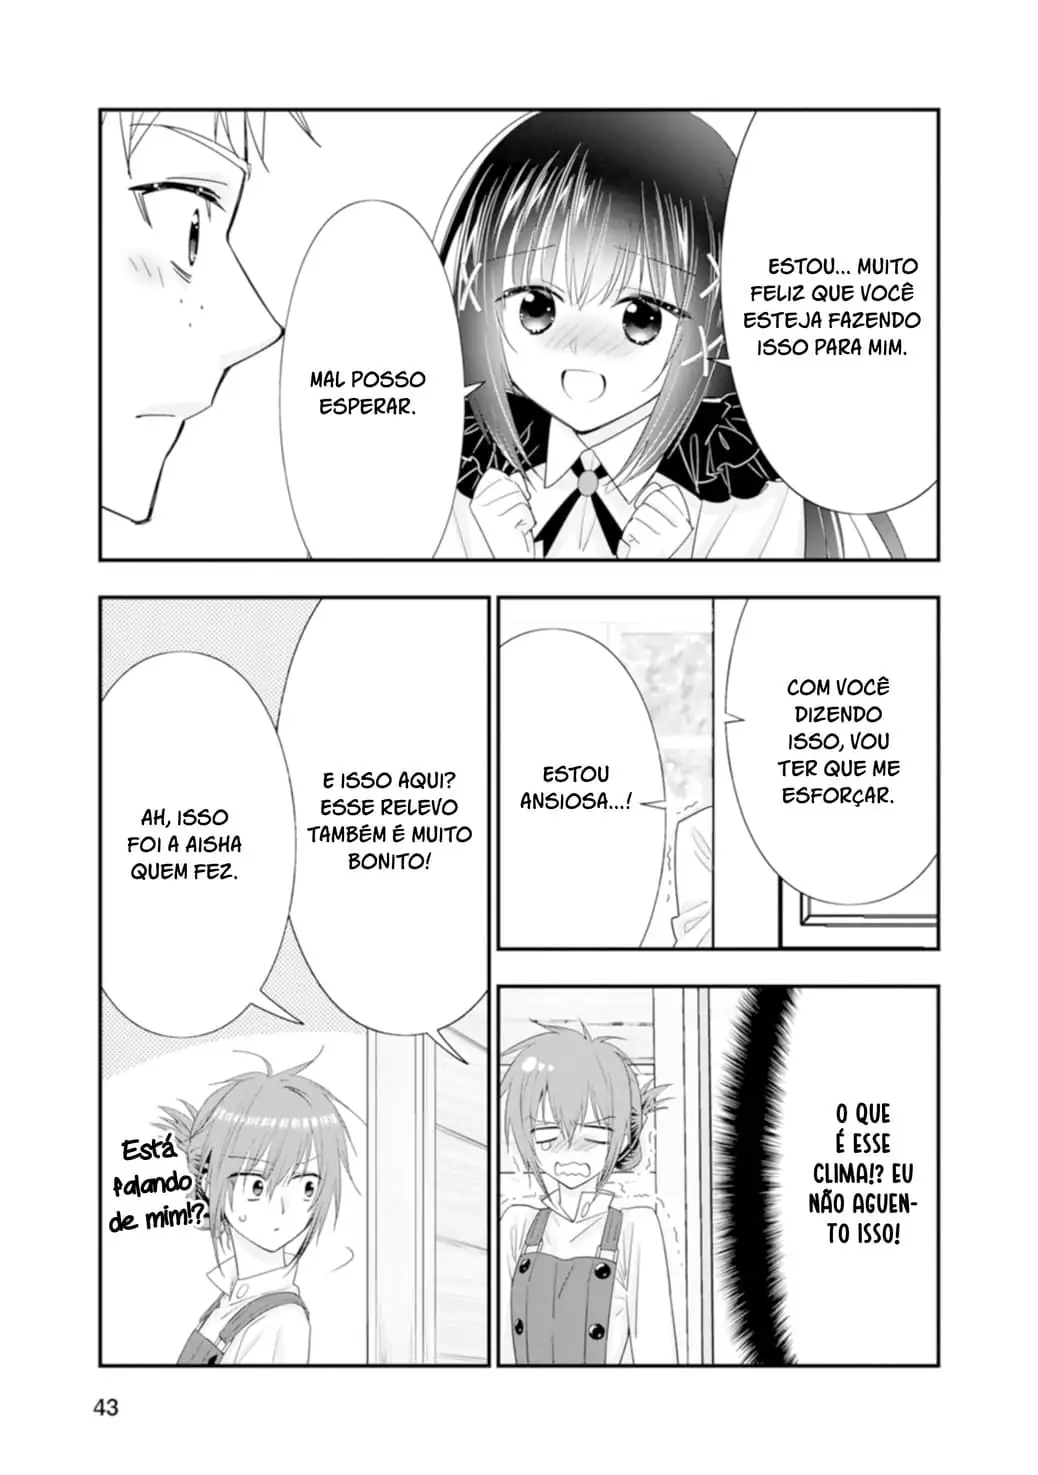 ESTOU... MUITO
FELIZ QUE VOCÊ
ESTEJA FAZENDO
ISSO PARA MIM.
MAL POSSO
ESPERAR.
COM VOCÊ
DIZENDO
ISSO, VOU
TER QUE ME
ESFORÇAR.
ESTOU
ANSIOSA...!
O QUE
É ESSE
CLIMA!? EU
NÃO AGUEN-
TO ISSO!
E ISSO AQUI?
ESSE RELEVO
TAMBÉM É MUITO
BONITO!
AH, ISSO
FOI A AISHA
QUEM FEZ.
Está
falando
de mim!?
43